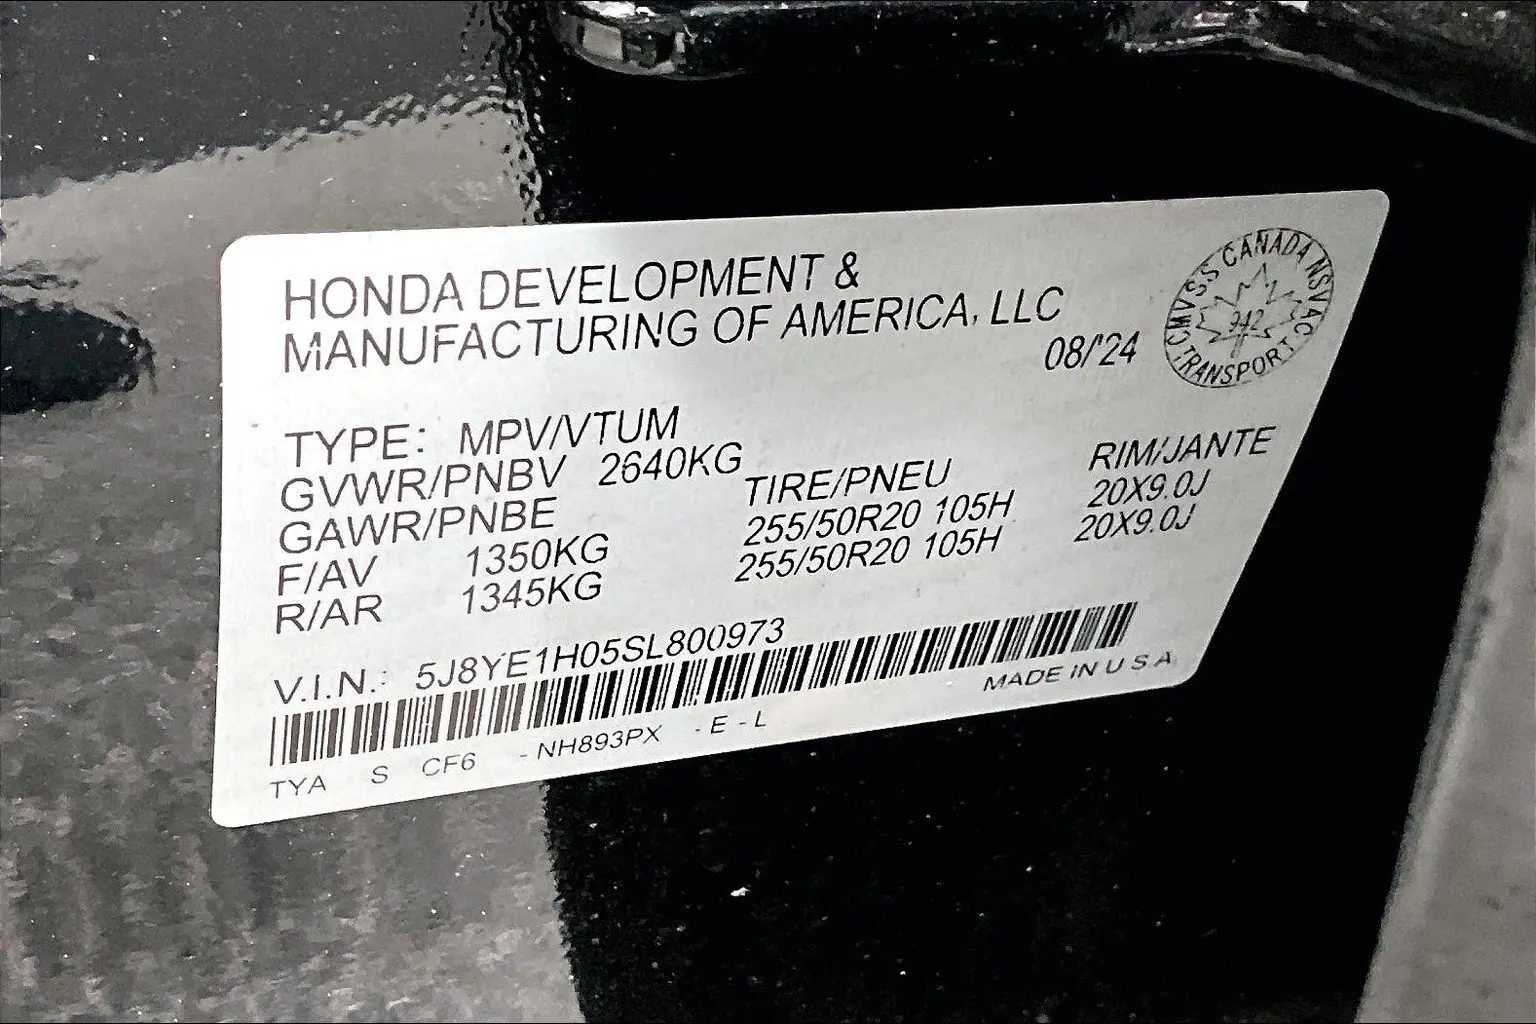 HONDA DEVELOPMENT &
MANUFACTURING OF AMERICA, LLC
08/'24
CMVSS CANADA NSVAC
342
TRANSPORT
TYPE: MPV/VTUM
GVWR/PNBV 2640KG
GAWR/PNBE TIRE/PNEU RIM/JANTE
F/AV 1350KG 255/50R20 105H 20X9.0J
R/AR 1345KG 255/50R20 105H 20X9.0J
V.I.N.: 5J8YE1H05SL800973
MADE IN U S A
TYA S CF6 - NH893PX - E - L